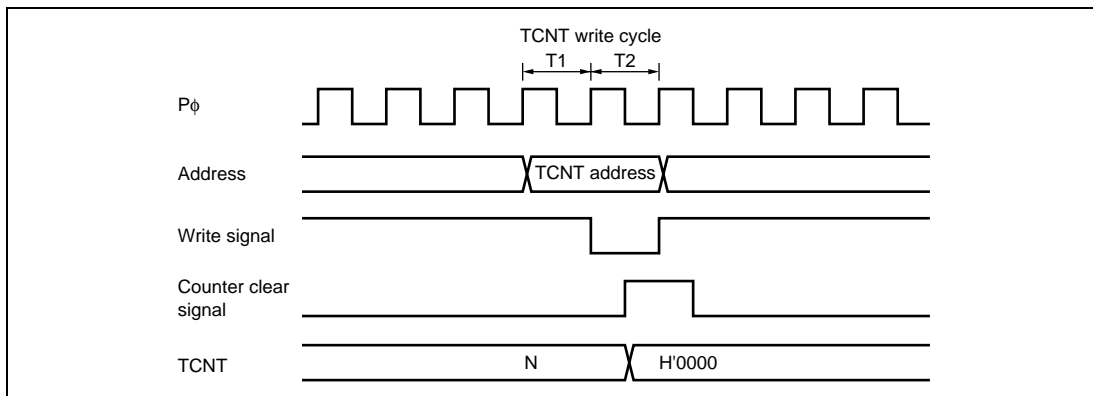 TCNT write cycle
T1 T2
Pϕ
Address
TCNT address
Write signal
Counter clear
signal
TCNT
N
H'0000